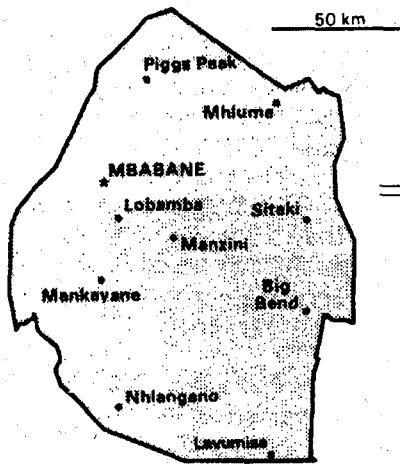 50 km
Piggs Peak
Mhlume
MBABANE
Lobamba
Siteki
Manzini
Mankayane
Big
Bend
Nhlangano
Lavumisa